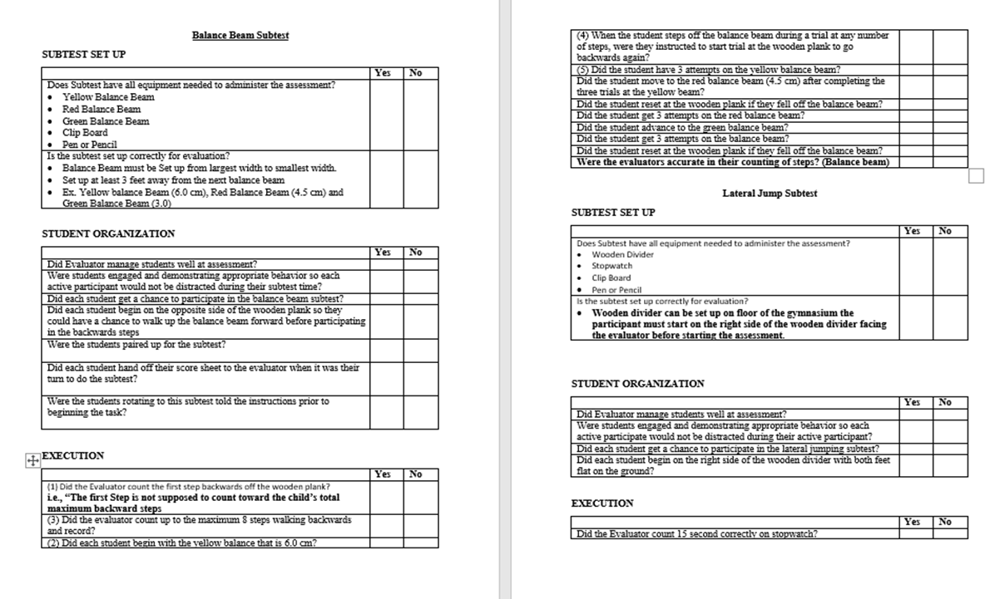 Balance Beam Subtest
SUBTEST SET UP
Yes No
Does Subtest have all equipment needed to administer the assessment?
• Yellow Balance Beam
• Red Balance Beam
• Green Balance Beam
• Clip Board
• Pen or Pencil
Is the subtest set up correctly for evaluation?
• Balance Beam must be Set up from largest width to smallest width.
• Set up at least 3 feet away from the next balance beam
• Ex. Yellow balance Beam (6.0 cm), Red Balance Beam (4.5 cm) and
Green Balance Beam (3.0)
STUDENT ORGANIZATION
Yes No
Did Evaluator manage students well at assessment?
Were students engaged and demonstrating appropriate behavior so each
active participant would not be distracted during their subtest time?
Did each student get a chance to participate in the balance beam subtest?
Did each student begin on the opposite side of the wooden plank so they
could have a chance to walk up the balance beam forward before participating
in the backwards steps
Were the students paired up for the subtest?
Did each student hand off their score sheet to the evaluator when it was their
turn to do the subtest?
Were the students rotating to this subtest told the instructions prior to
beginning the task?
EXECUTION
Yes No
(1) Did the Evaluator count the first step backwards off the wooden plank?
i.e., “The first Step is not supposed to count toward the child’s total
maximum backward steps
(3) Did the evaluator count up to the maximum 8 steps walking backwards
and record?
(2) Did each student begin with the yellow balance that is 6.0 cm?
(4) When the student steps off the balance beam during a trial at any number
of steps, were they instructed to start trial at the wooden plank to go
backwards again?
(5) Did the student have 3 attempts on the yellow balance beam?
Did the student move to the red balance beam (4.5 cm) after completing the
three trials at the yellow beam?
Did the student reset at the wooden plank if they fell off the balance beam?
Did the student get 3 attempts on the red balance beam?
Did the student advance to the green balance beam?
Did the student get 3 attempts on the balance beam?
Did the student reset at the wooden plank if they fell off the balance beam?
Were the evaluators accurate in their counting of steps? (Balance beam)
Lateral Jump Subtest
SUBTEST SET UP
Yes No
Does Subtest have all equipment needed to administer the assessment?
• Wooden Divider
• Stopwatch
• Clip Board
• Pen or Pencil
Is the subtest set up correctly for evaluation?
• Wooden divider can be set up on floor of the gymnasium the
participant must start on the right side of the wooden divider facing
the evaluator before starting the assessment.
STUDENT ORGANIZATION
Yes No
Did Evaluator manage students well at assessment?
Were students engaged and demonstrating appropriate behavior so each
active participate would not be distracted during their active participant?
Did each student get a chance to participate in the lateral jumping subtest?
Did each student begin on the right side of the wooden divider with both feet
flat on the ground?
EXECUTION
Yes No
Did the Evaluator count 15 second correctly on stopwatch?